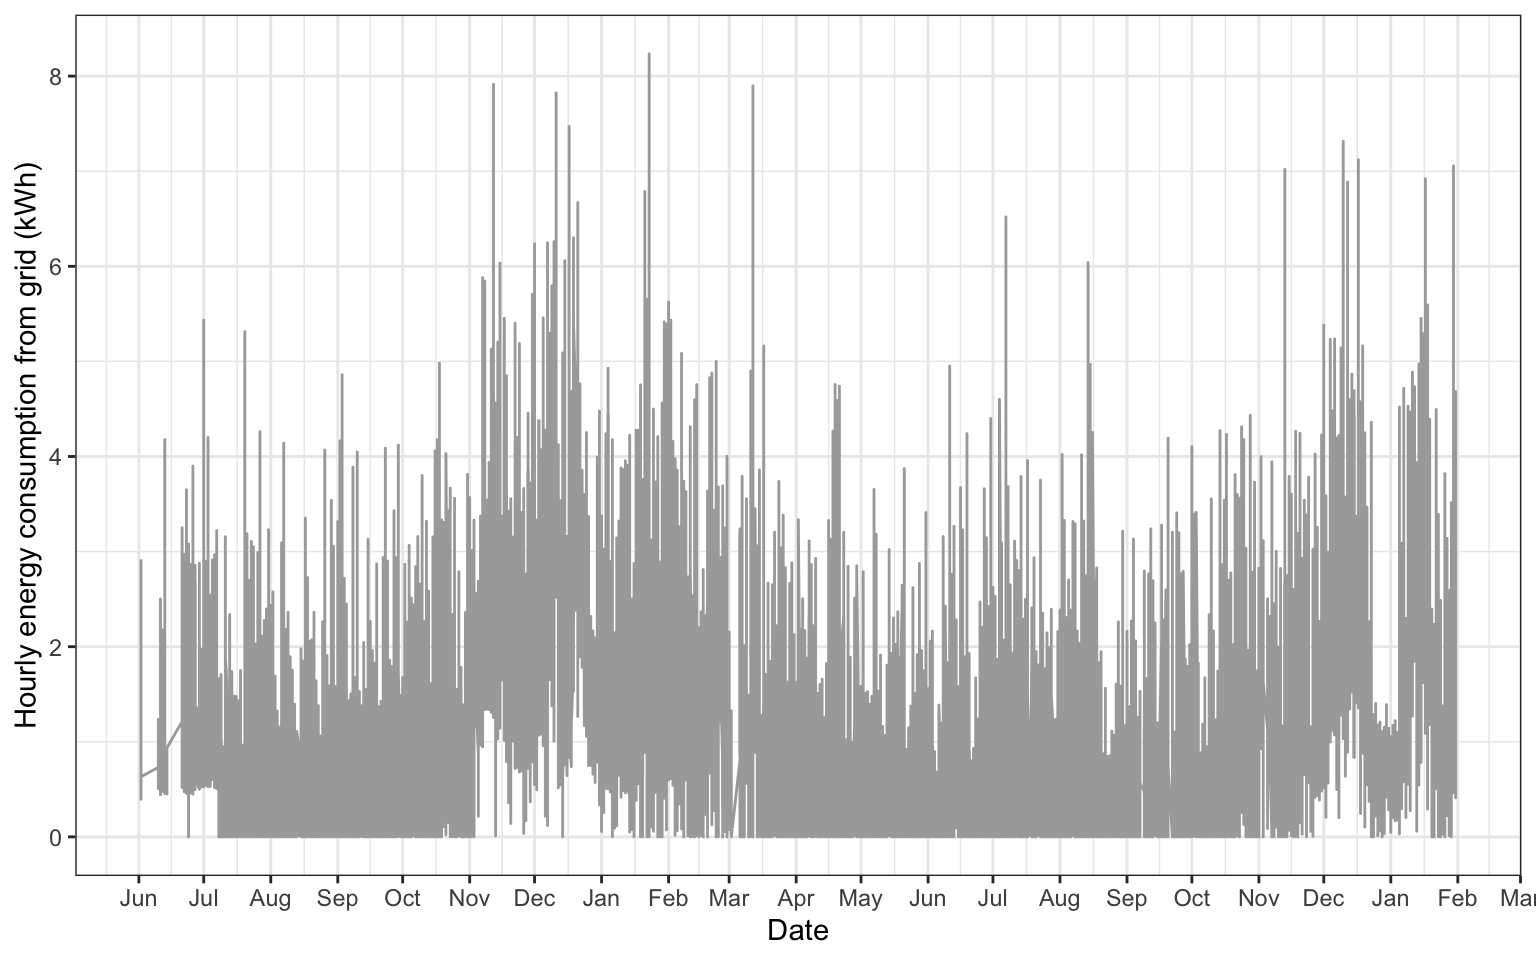 Hourly energy consumption from grid (kWh)
8
6
4
2
0
Jun Jul Aug Sep Oct Nov Dec Jan Feb Mar Apr May Jun Jul Aug Sep Oct Nov Dec Jan Feb Mar
Date